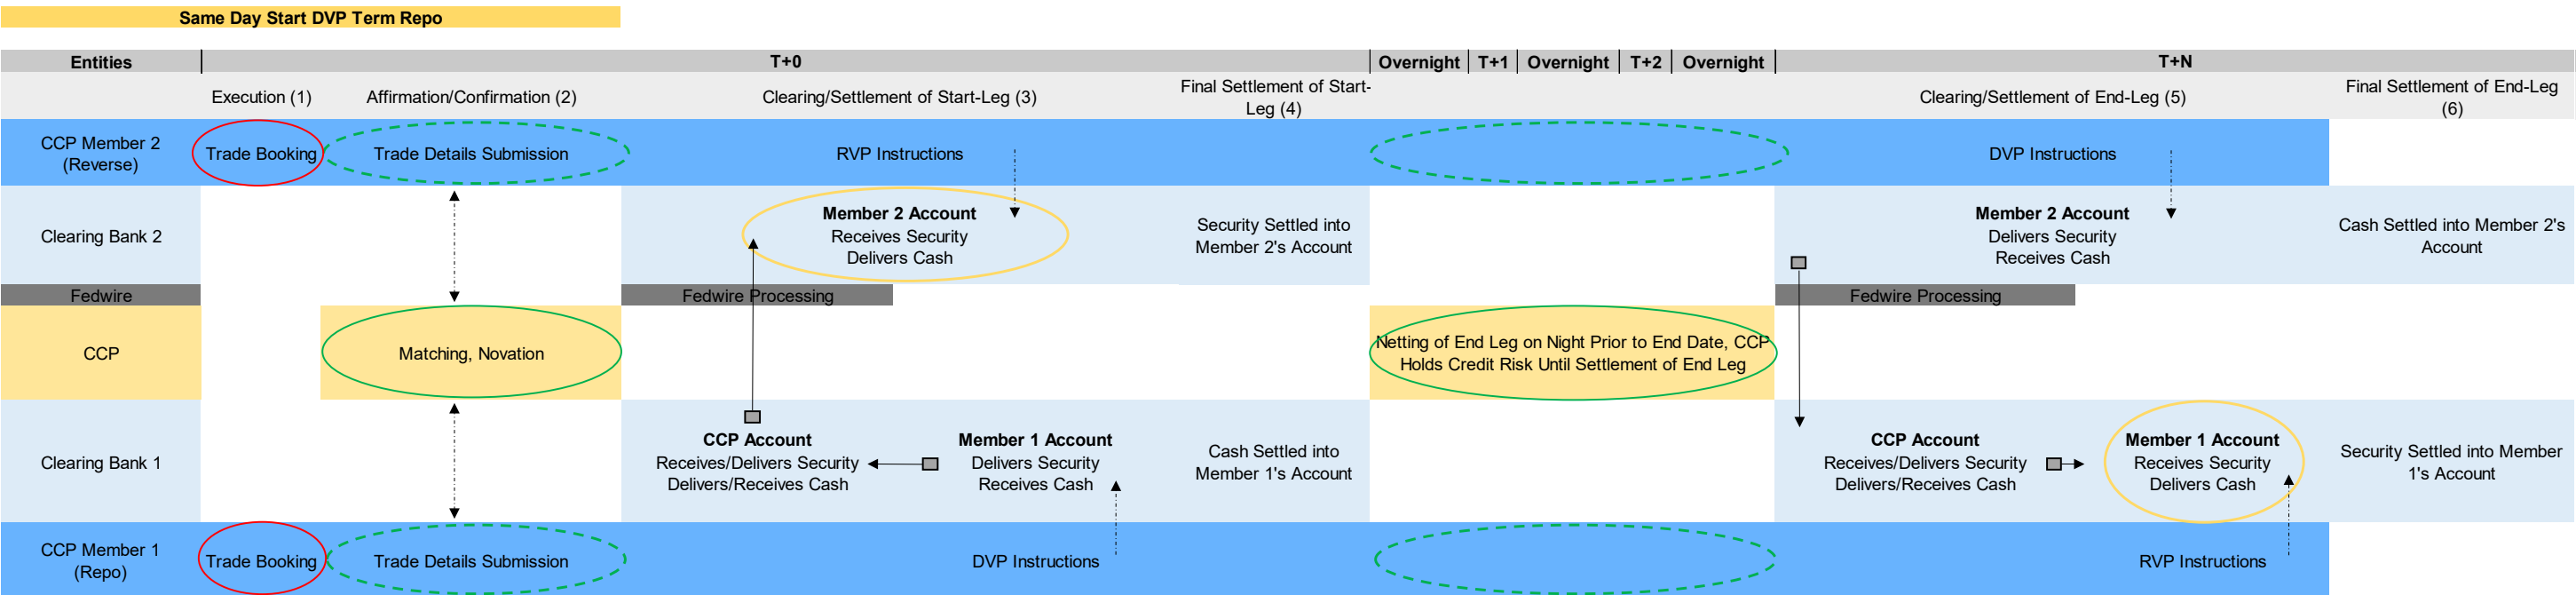 Same Day Start DVP Term Repo
Entities
T+0
Overnight
T+1
Overnight
T+2
Overnight
T+N
Execution (1)
Affirmation/Confirmation (2)
Clearing/Settlement of Start-Leg (3)
Final Settlement of Start-
Leg (4)
Clearing/Settlement of End-Leg (5)
Final Settlement of End-Leg
(6)
CCP Member 2
(Reverse)
Trade Booking
Trade Details Submission
RVP Instructions
DVP Instructions
Clearing Bank 2
Member 2 Account
Receives Security
Delivers Cash
Security Settled into
Member 2's Account
Member 2 Account
Delivers Security
Receives Cash
Cash Settled into Member 2's
Account
Fedwire
Fedwire Processing
Fedwire Processing
CCP
Matching, Novation
Netting of End Leg on Night Prior to End Date, CCP
Holds Credit Risk Until Settlement of End Leg
Clearing Bank 1
CCP Account
Receives/Delivers Security
Delivers/Receives Cash
Member 1 Account
Delivers Security
Receives Cash
Cash Settled into
Member 1's Account
CCP Account
Receives/Delivers Security
Delivers/Receives Cash
Member 1 Account
Receives Security
Delivers Cash
Security Settled into Member
1's Account
CCP Member 1
(Repo)
Trade Booking
Trade Details Submission
DVP Instructions
RVP Instructions